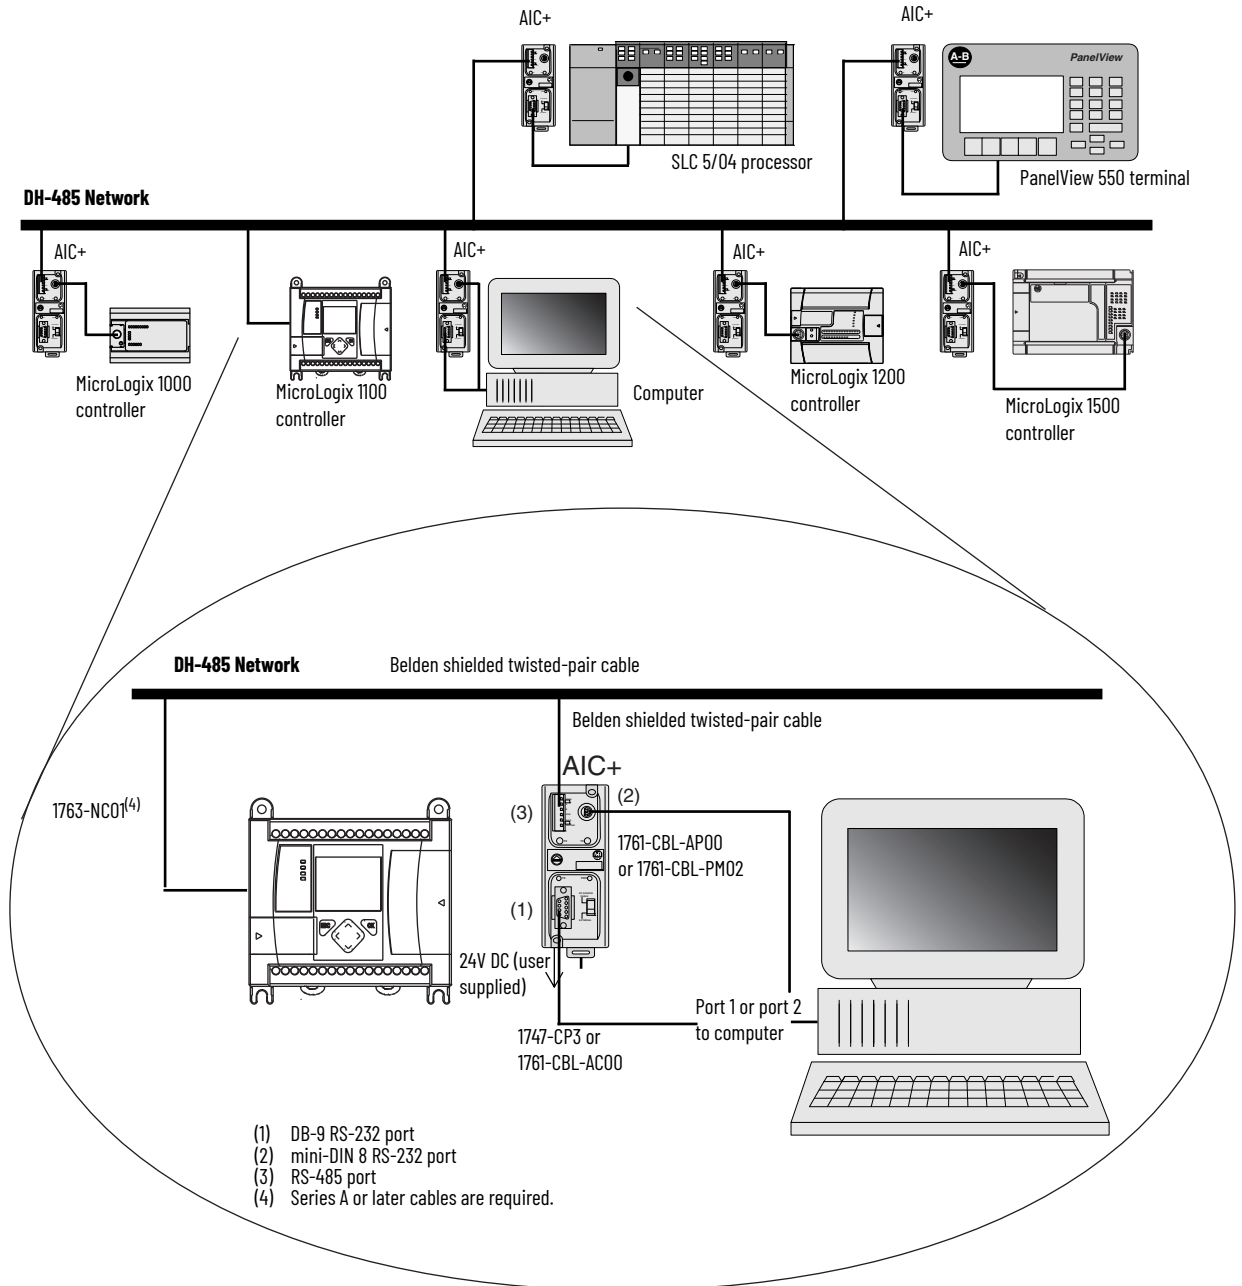 AIC+
AIC+
A-B
PanelView
SLC 5/04 processor
PanelView 550 terminal
DH-485 Network
AIC+
AIC+
AIC+
AIC+
MicroLogix 1000
controller
MicroLogix 1100
controller
Computer
MicroLogix 1200
controller
MicroLogix 1500
controller
DH-485 Network
Belden shielded twisted-pair cable
Belden shielded twisted-pair cable
AIC+
1763-NC01(4)
(3)
(2)
1761-CBL-AP00
or 1761-CBL-PM02
(1)
ESC
OK
24V DC (user
supplied)
Port 1 or port 2
to computer
1747-CP3 or
1761-CBL-AC00
(1) DB-9 RS-232 port
(2) mini-DIN 8 RS-232 port
(3) RS-485 port
(4) Series A or later cables are required.